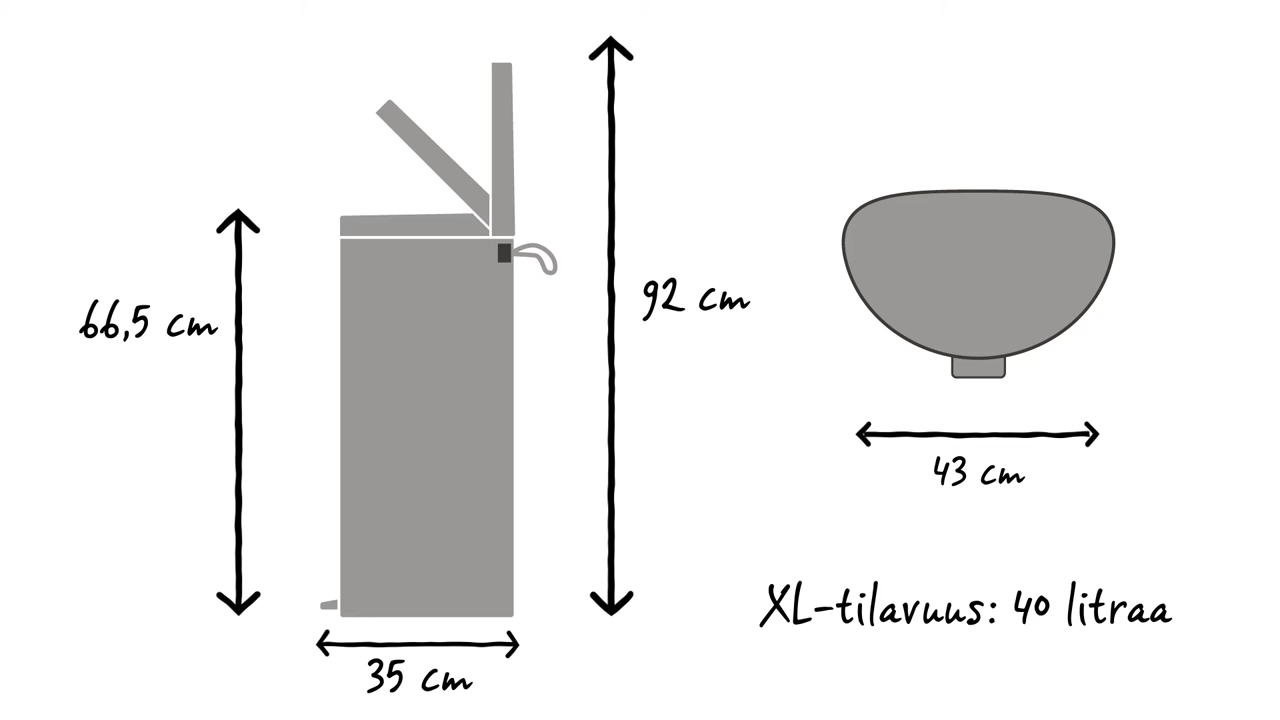 66,5 cm
92 cm
35 cm
43 cm
XL-tilavuus: 40 litraa